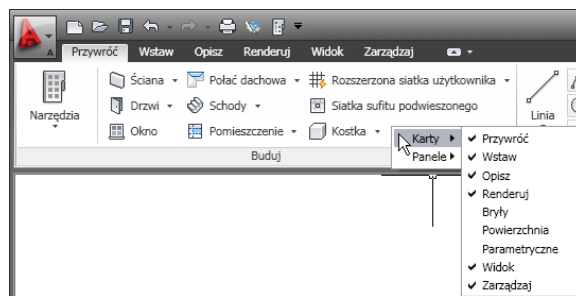 Przywróć Wstaw Opisz Renderuj Widok Zarządzaj
Narzędzia
Ściana Połać dachowa Rozszerzona siatka użytkownika
Drzwi Schody Siatka sufitu podwieszonego
Okno Pomieszczenie Kostka
Linia
Buduj
Karty
Panele
Przywróć
Wstaw
Opisz
Renderuj
Bryły
Powierzchnia
Parametryczne
Widok
Zarządzaj